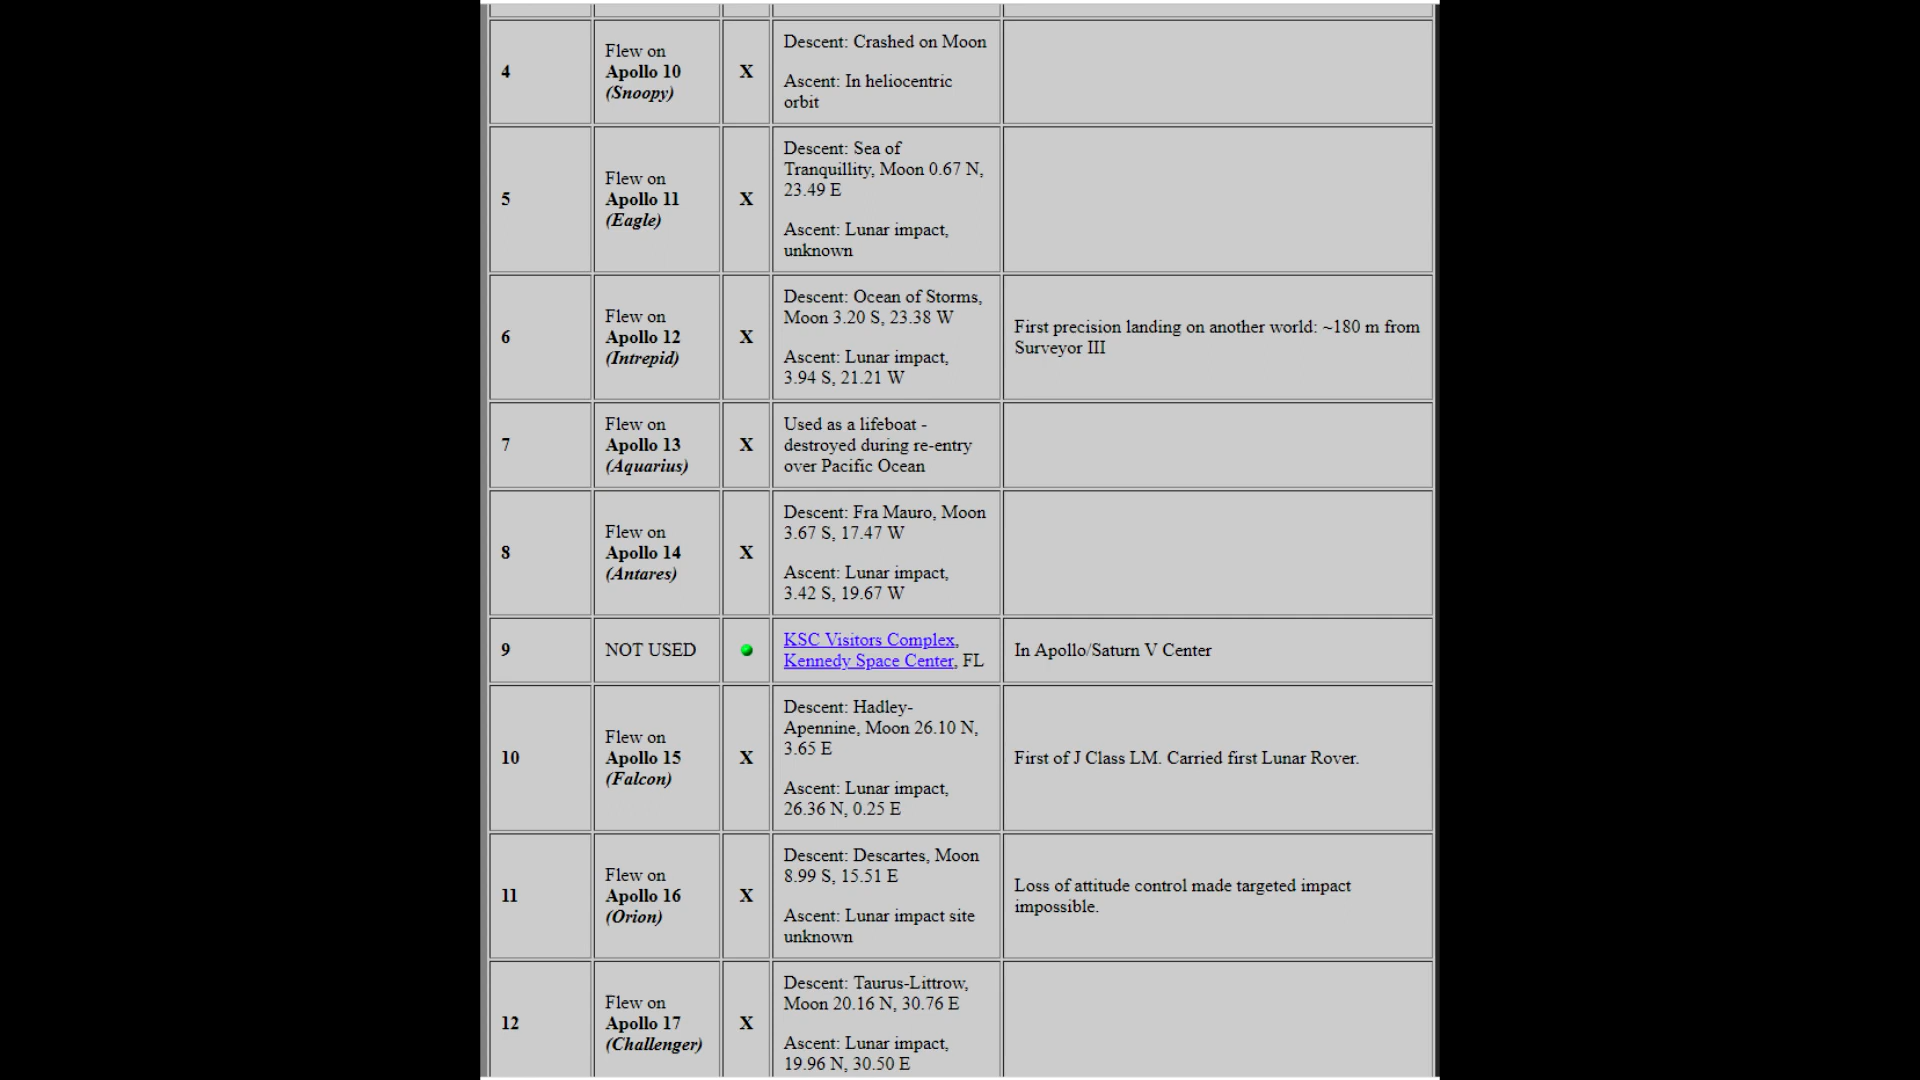 4
Flew on
Apollo 10
(Snoopy)
X
Descent: Crashed on Moon
Ascent: In heliocentric
orbit
5
Flew on
Apollo 11
(Eagle)
X
Descent: Sea of
Tranquillity, Moon 0.67 N,
23.49 E
Ascent: Lunar impact,
unknown
6
Flew on
Apollo 12
(Intrepid)
X
Descent: Ocean of Storms,
Moon 3.20 S, 23.38 W
Ascent: Lunar impact,
3.94 S, 21.21 W
First precision landing on another world: ~180 m from
Surveyor III
7
Flew on
Apollo 13
(Aquarius)
X
Used as a lifeboat -
destroyed during re-entry
over Pacific Ocean
8
Flew on
Apollo 14
(Antares)
X
Descent: Fra Mauro, Moon
3.67 S, 17.47 W
Ascent: Lunar impact,
3.42 S, 19.67 W
9
NOT USED
KSC Visitors Complex,
Kennedy Space Center, FL
In Apollo/Saturn V Center
10
Flew on
Apollo 15
(Falcon)
X
Descent: Hadley-
Apennine, Moon 26.10 N,
3.65 E
Ascent: Lunar impact,
26.36 N, 0.25 E
First of J Class LM. Carried first Lunar Rover.
11
Flew on
Apollo 16
(Orion)
X
Descent: Descartes, Moon
8.99 S, 15.51 E
Ascent: Lunar impact site
unknown
Loss of attitude control made targeted impact
impossible.
12
Flew on
Apollo 17
(Challenger)
X
Descent: Taurus-Littrow,
Moon 20.16 N, 30.76 E
Ascent: Lunar impact,
19.96 N, 30.50 E